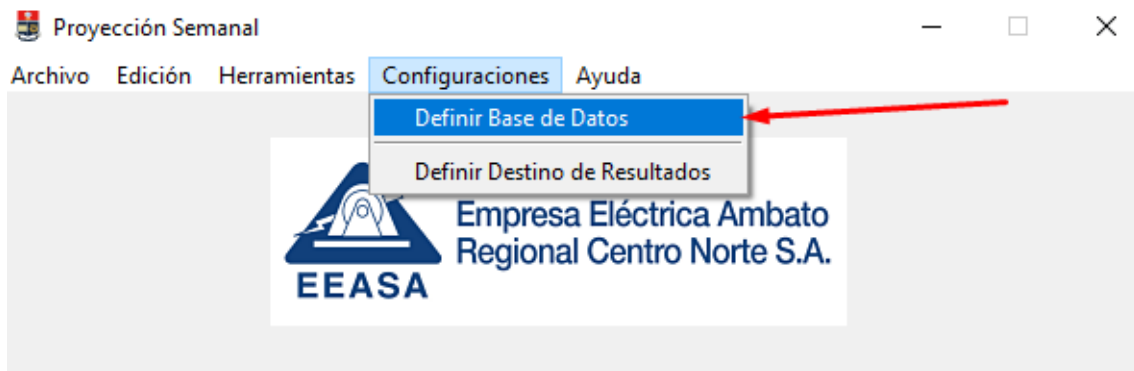 Proyección Semanal
Archivo Edición Herramientas Configuraciones Ayuda
Definir Base de Datos
Definir Destino de Resultados
Empresa Eléctrica Ambato
Regional Centro Norte S.A.
EEASA